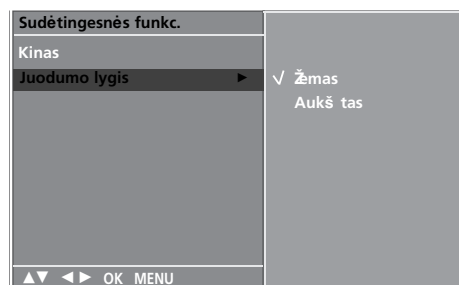 Sudėtingesnės funkc.
Kinas
Juodumo lygis ►
√ Žemas
Aukš tas
▲▼ ◄► OK MENU